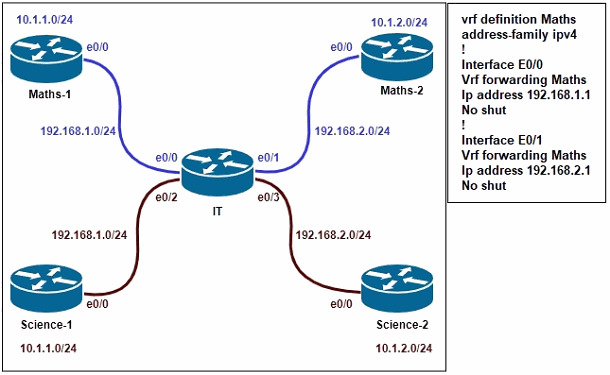 10.1.1.0/24
10.1.2.0/24
e0/0
e0/0
Maths-1
Maths-2
192.168.1.0/24
192.168.2.0/24
e0/0
e0/1
e0/2
IT
e0/3
192.168.1.0/24
192.168.2.0/24
e0/0
e0/0
Science-1
Science-2
10.1.1.0/24
10.1.2.0/24
vrf definition Maths
address-family ipv4
!
Interface E0/0
Vrf forwarding Maths
Ip address 192.168.1.1
No shut
!
Interface E0/1
Vrf forwarding Maths
Ip address 192.168.2.1
No shut